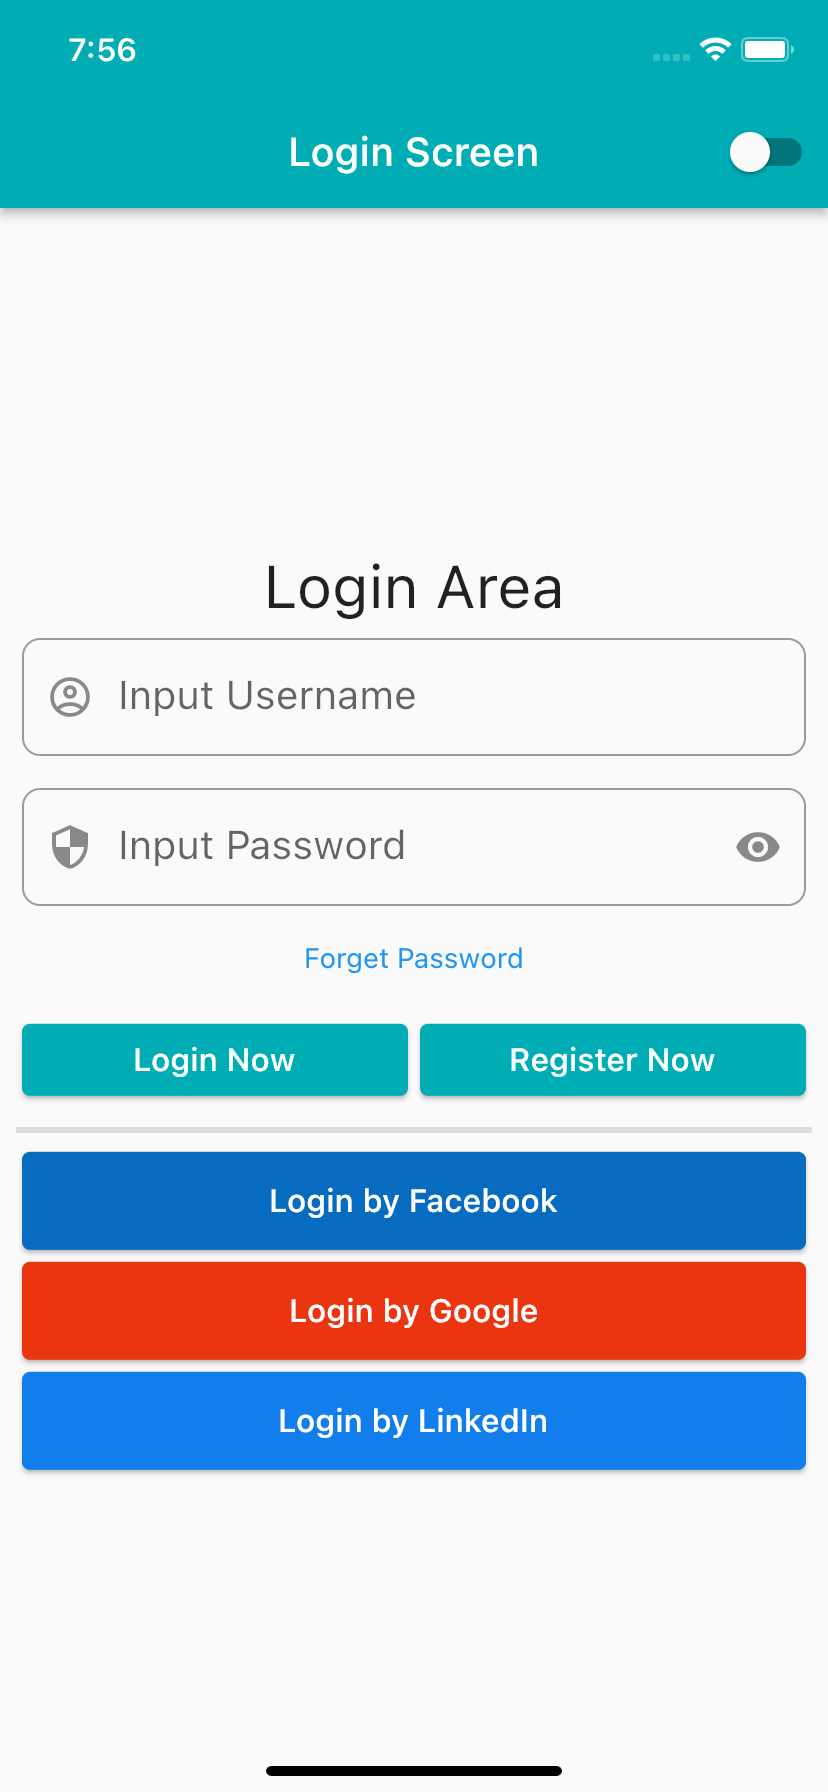 7:56
Login Screen
Login Area
Input Username
Input Password
Forget Password
Login Now
Register Now
Login by Facebook
Login by Google
Login by LinkedIn